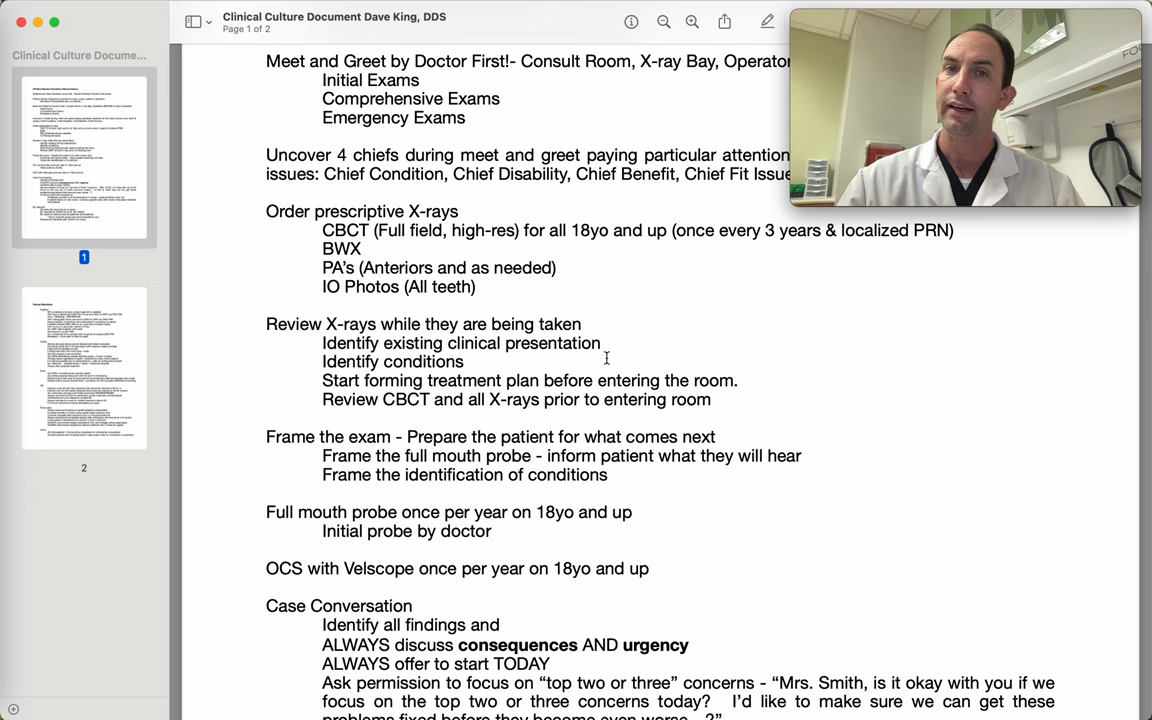 Clinical Culture Document Dave King, DDS
Page 1 of 2
Clinical Culture Docume...
1
2
Meet and Greet by Doctor First!- Consult Room, X-ray Bay, Operator
Initial Exams
Comprehensive Exams
Emergency Exams
Uncover 4 chiefs during meet and greet paying particular attention
issues: Chief Condition, Chief Disability, Chief Benefit, Chief Fit Issue
Order prescriptive X-rays
CBCT (Full field, high-res) for all 18yo and up (once every 3 years & localized PRN)
BWX
PA’s (Anteriors and as needed)
IO Photos (All teeth)
Review X-rays while they are being taken
Identify existing clinical presentation
Identify conditions
Start forming treatment plan before entering the room.
Review CBCT and all X-rays prior to entering room
Frame the exam - Prepare the patient for what comes next
Frame the full mouth probe - inform patient what they will hear
Frame the identification of conditions
Full mouth probe once per year on 18yo and up
Initial probe by doctor
OCS with Velscope once per year on 18yo and up
Case Conversation
Identify all findings and
ALWAYS discuss consequences AND urgency
ALWAYS offer to start TODAY
Ask permission to focus on “top two or three” concerns - “Mrs. Smith, is it okay with you if we
focus on the top two or three concerns today? I’d like to make sure we can get these
problems fixed before they become even worse...?”